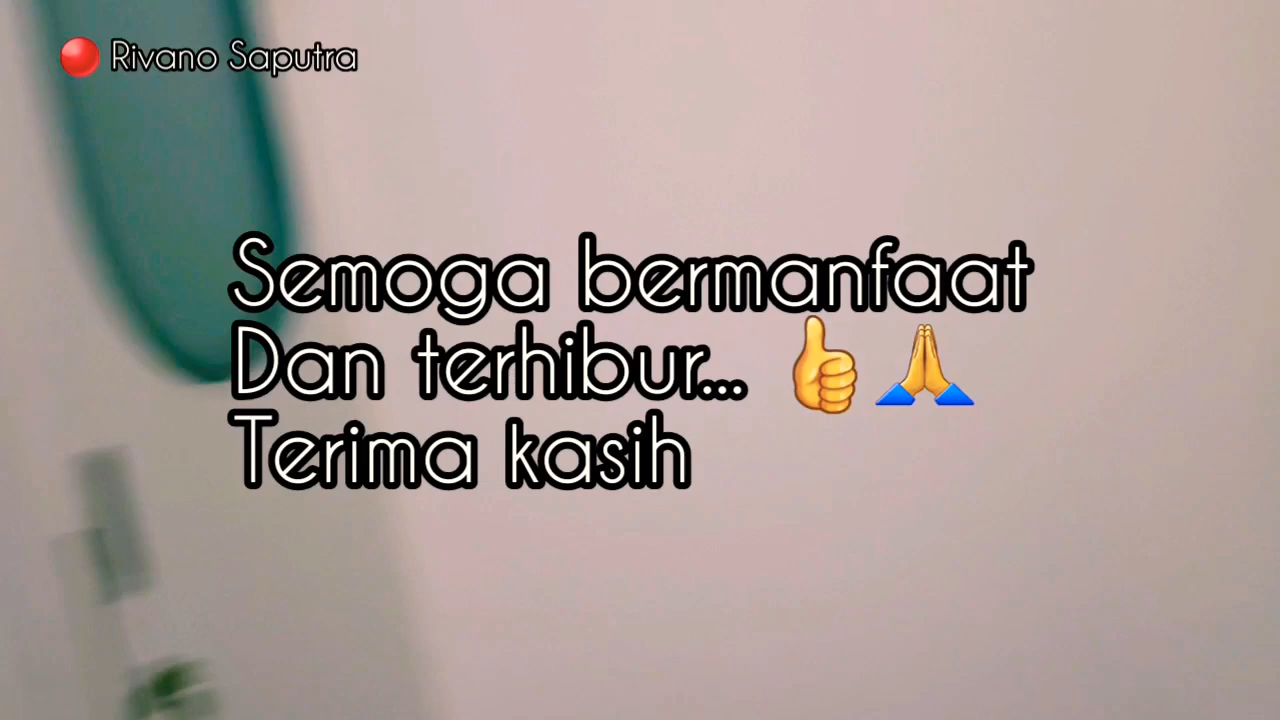 🔴 Rivano Saputra
Semoga bermanfaat
Dan terhibur... 👍🙏
Terima kasih